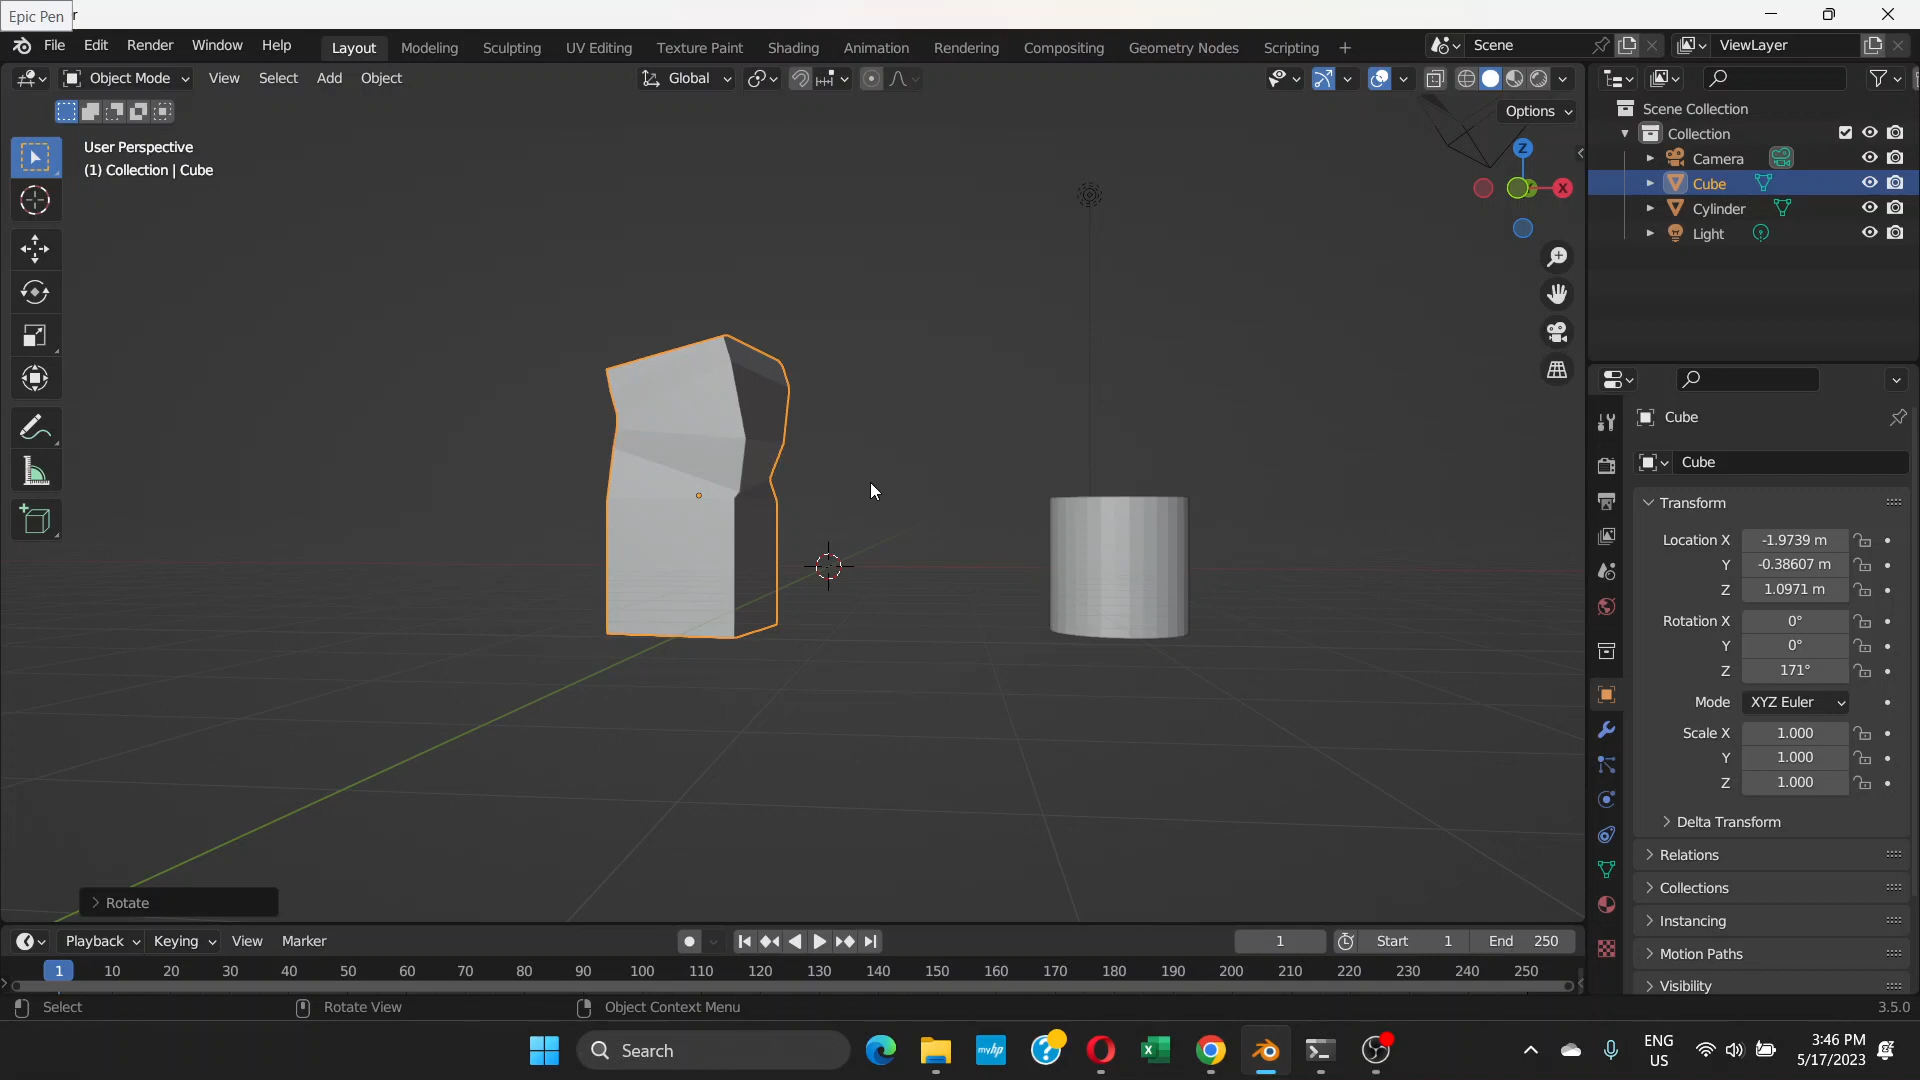 Epic Pen
r
File Edit Render Window Help
Layout Modeling Sculpting UV Editing Texture Paint Shading Animation Rendering Compositing Geometry Nodes Scripting +
Scene
ViewLayer
Object Mode View Select Add Object
Global
Options
User Perspective
(1) Collection | Cube
Z
X
Scene Collection
Collection
Camera
Cube
Cylinder
Light
Cube
Cube
Transform
Location X -1.9739 m
Y -0.38607 m
Z 1.0971 m
Rotation X 0°
Y 0°
Z 171°
Mode XYZ Euler
Scale X 1.000
Y 1.000
Z 1.000
Delta Transform
Relations
Collections
Instancing
Motion Paths
Visibility
Rotate
Playback Keying View Marker
1 Start 1 End 250
1 10 20 30 40 50 60 70 80 90 100 110 120 130 140 150 160 170 180 190 200 210 220 230 240 250
Select Rotate View Object Context Menu 3.5.0
Search
myhp
ENG
US
3:46 PM
5/17/2023